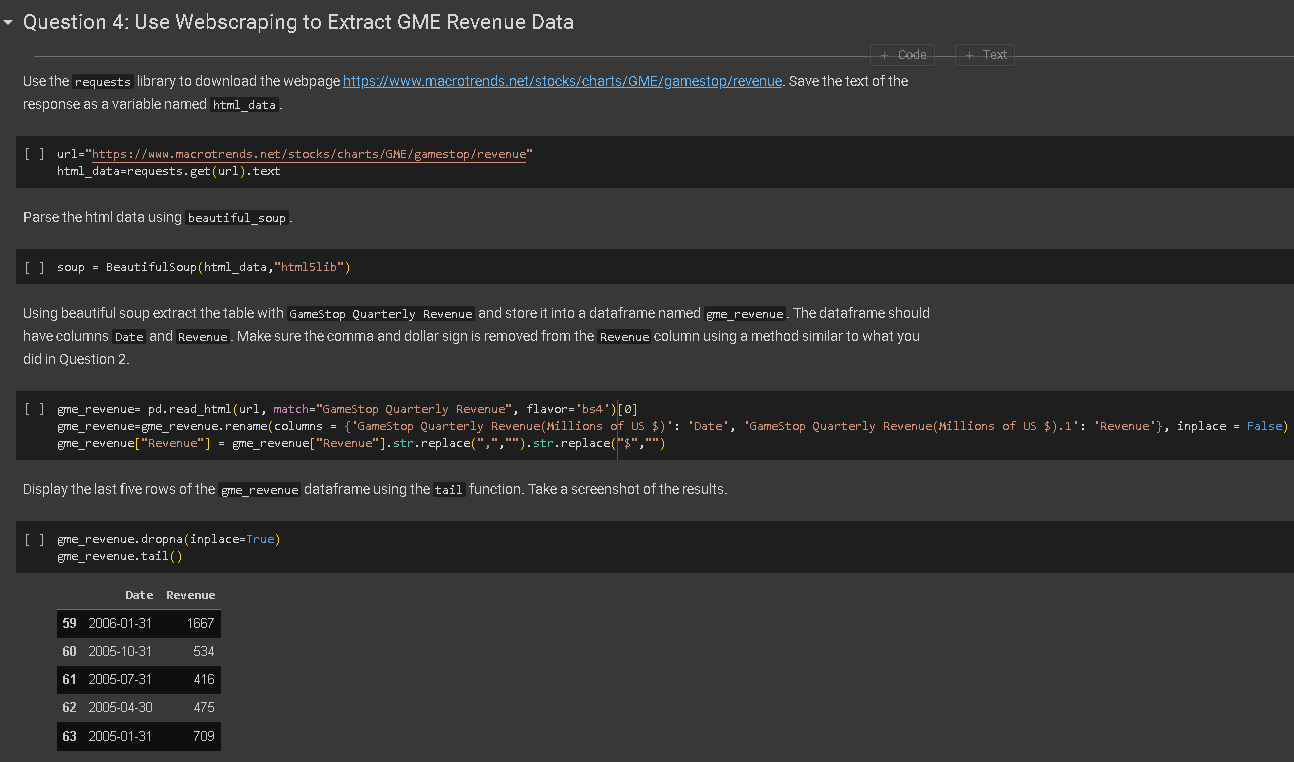 Question 4: Use Webscraping to Extract GME Revenue Data
+ Code + Text
Use the requests library to download the webpage https://www.macrotrends.net/stocks/charts/GME/gamestop/revenue. Save the text of the
response as a variable named html_data.
[ ] url="https://www.macrotrends.net/stocks/charts/GME/gamestop/revenue"
html_data=requests.get(url).text
Parse the html data using beautiful_soup.
[ ] soup = BeautifulSoup(html_data,"html5lib")
Using beautiful soup extract the table with GameStop Quarterly Revenue and store it into a dataframe named gme_revenue. The dataframe should
have columns Date and Revenue. Make sure the comma and dollar sign is removed from the Revenue column using a method similar to what you
did in Question 2.
[ ] gme_revenue= pd.read_html(url, match="GameStop Quarterly Revenue", flavor='bs4')[0]
gme_revenue=gme_revenue.rename(columns = {'GameStop Quarterly Revenue(Millions of US $)': 'Date', 'GameStop Quarterly Revenue(Millions of US $).1': 'Revenue'}, inplace = False)
gme_revenue["Revenue"] = gme_revenue["Revenue"].str.replace(",","").str.replace("$","")
Display the last five rows of the gme_revenue dataframe using the tail function. Take a screenshot of the results.
[ ] gme_revenue.dropna(inplace=True)
gme_revenue.tail()
Date Revenue
59 2006-01-31 1667
60 2005-10-31 534
61 2005-07-31 416
62 2005-04-30 475
63 2005-01-31 709